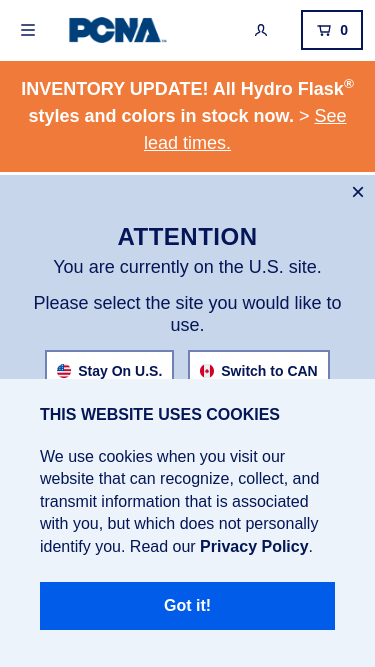 PCNA
0
INVENTORY UPDATE! All Hydro Flask®
styles and colors in stock now. > See
lead times.
ATTENTION
You are currently on the U.S. site.
Please select the site you would like to
use.
Stay On U.S. Switch to CAN
THIS WEBSITE USES COOKIES
We use cookies when you visit our
website that can recognize, collect, and
transmit information that is associated
with you, but which does not personally
identify you. Read our Privacy Policy.
Got it!